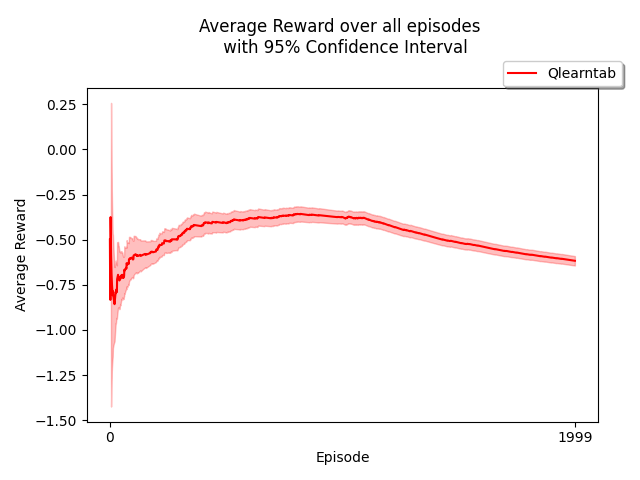 Average Reward over all episodes
with 95% Confidence Interval
Qlearntab
0.25
0.00
−0.25
−0.50
−0.75
−1.00
−1.25
−1.50
Average Reward
0
1999
Episode